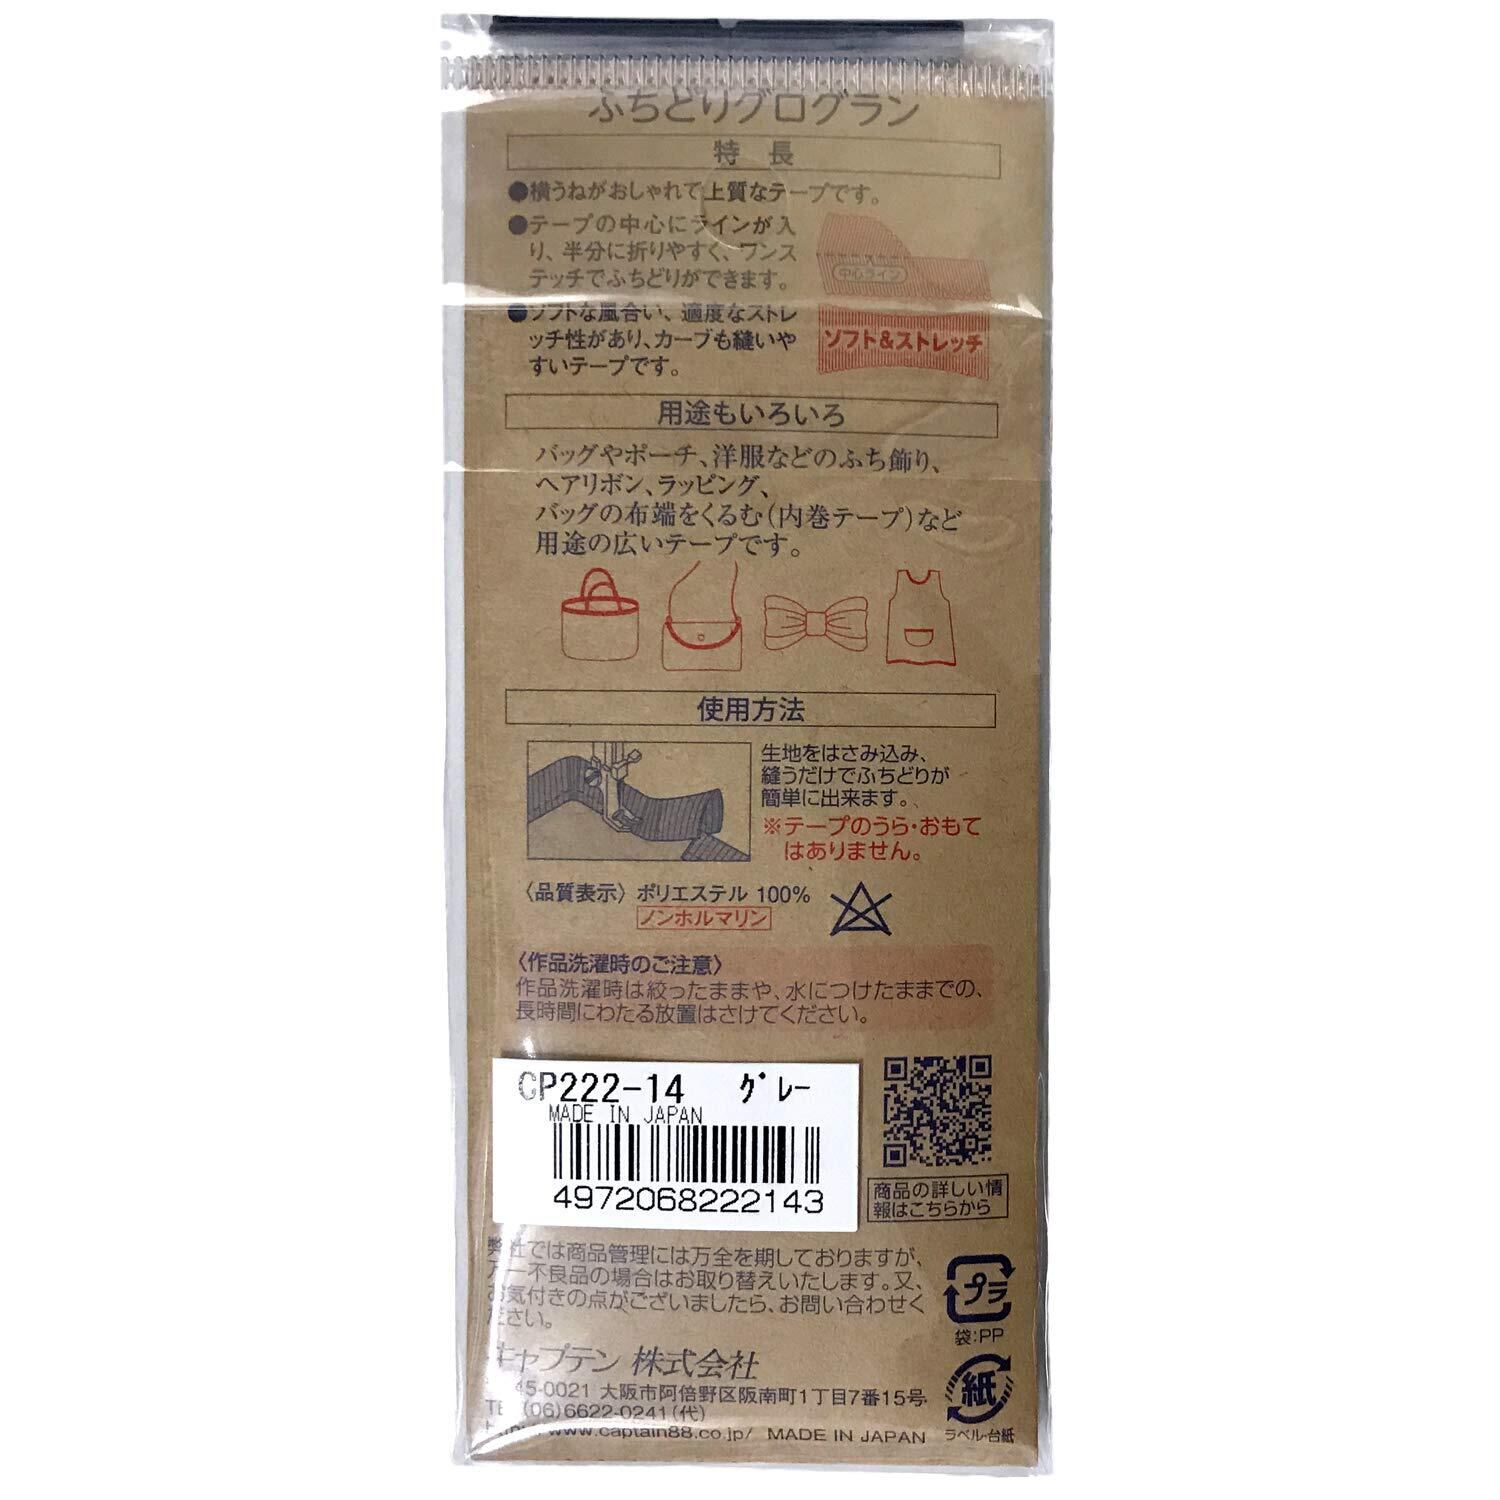 ふちどりグログラン
特長
●横うねがおしゃれで上質なテープです。
●テープの中心にラインが入
り、半分に折りやすく、ワンス
テッチでふちどりができます。
●ソフトな風合い、適度なストレ
ッチ性があり、カーブも縫いや
すいテープです。
中心ライン
ソフト&ストレッチ
用途もいろいろ
バッグやポーチ、洋服などのふち飾り、
ヘアリボン、ラッピング、
バッグの布端をくるむ(内巻テープ)など
用途の広いテープです。
使用方法
生地をはさみ込み、
縫うだけでふちどりが
簡単に出来ます。
※テープのうら・おもて
はありません。
〈品質表示〉ポリエステル 100%
ノンホルマリン
〈作品洗濯時のご注意〉
作品洗濯時は絞ったままや、水につけたままでの、
長時間にわたる放置はさけてください。
CP222-14 グレー
MADE IN JAPAN
4972068222143
商品の詳しい情
報はこちらから
弊社では商品管理には万全を期しておりますが、
万一不良品の場合はお取り替えいたします。又、
お気付きの点がございましたら、お問い合わせく
ださい。
プラ
袋:PP
キャプテン 株式会社
45-0021 大阪市阿倍野区阪南町1丁目7番15号
(06)6622-0241(代)
www.captain88.co.jp/ MADE IN JAPAN
紙
ラベル・台紙